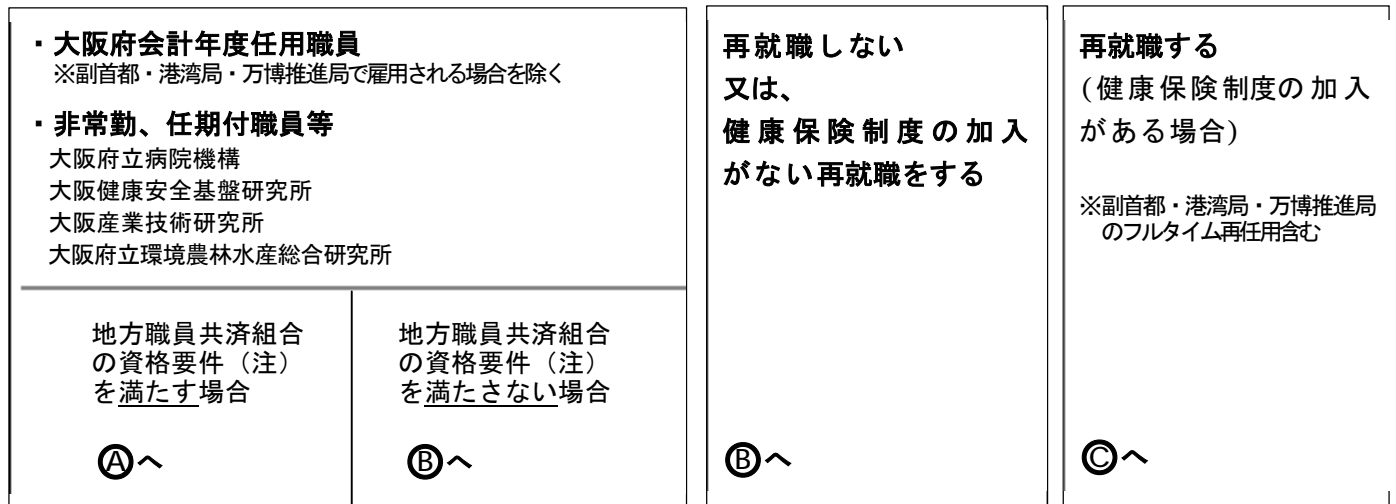 ・大阪府会計年度任用職員
※副首都・港湾局・万博推進局で雇用される場合を除く
・非常勤、任期付職員等
大阪府立病院機構
大阪健康安全基盤研究所
大阪産業技術研究所
大阪府立環境農林水産総合研究所
地方職員共済組合
の資格要件（注）
を満たす場合
Ⓐへ
地方職員共済組合
の資格要件（注）
を満たさない場合
Ⓑへ
再就職しない
又は、
健康保険制度の加入
がない再就職をする
Ⓑへ
再就職する
(健康保険制度の加入
がある場合)
※副首都・港湾局・万博推進局
のフルタイム再任用含む
Ⓒへ